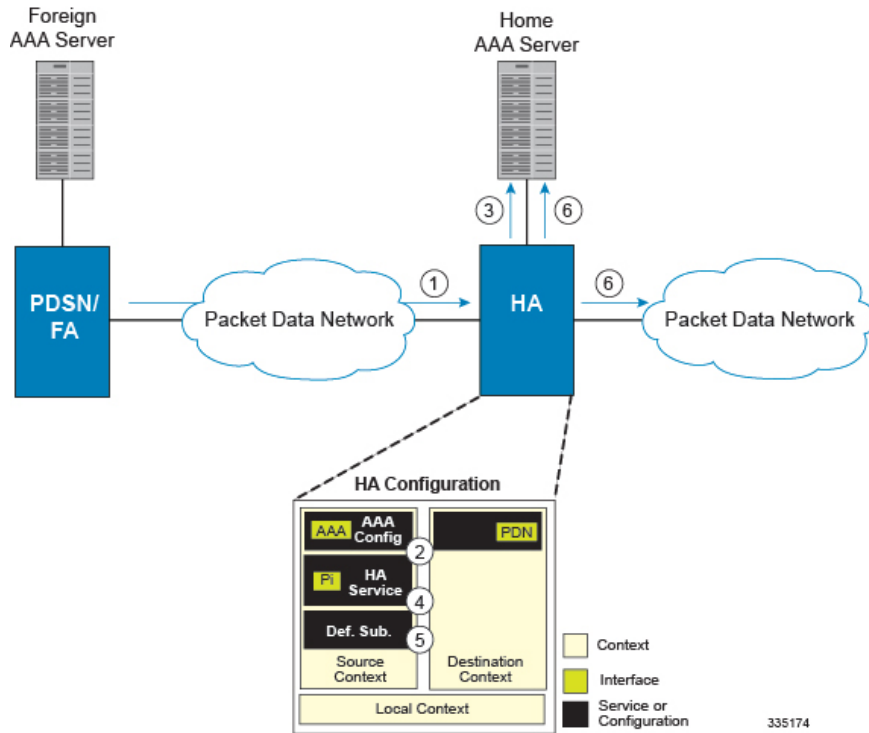 Foreign
AAA Server
Home
AAA Server
3
6
PDSN/
FA
Packet Data Network
1
HA
6
Packet Data Network
HA Configuration
AAA
AAA
Config
2
PDN
Pi
HA
Service
4
Def. Sub.
5
Source
Context
Destination
Context
Local Context
Context
Interface
Service or
Configuration
335174